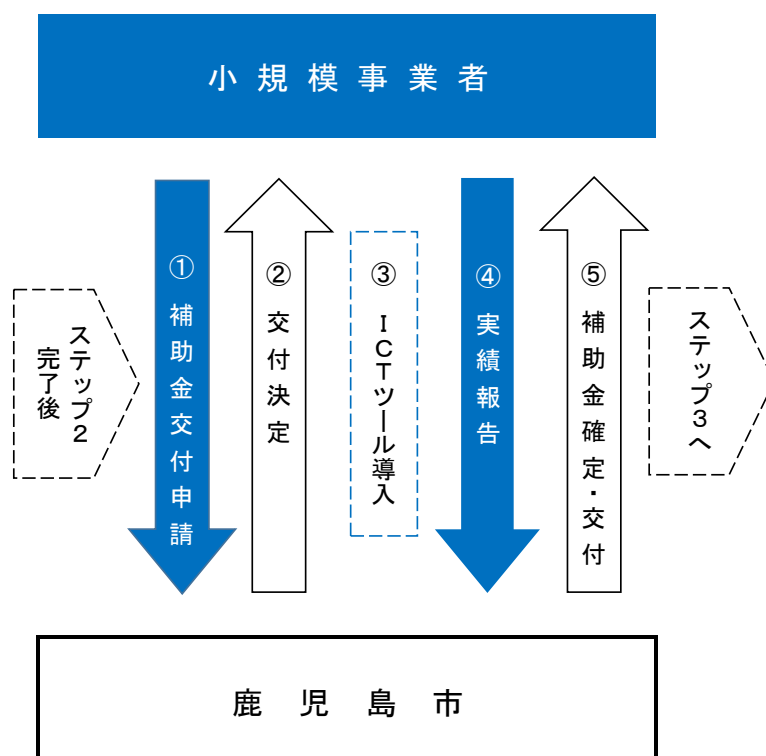 小規模事業者
ステップ2
完了後
①補助金交付申請
②交付決定
③ICTツール導入
④実績報告
⑤補助金確定・交付
ステップ3へ
鹿児島市